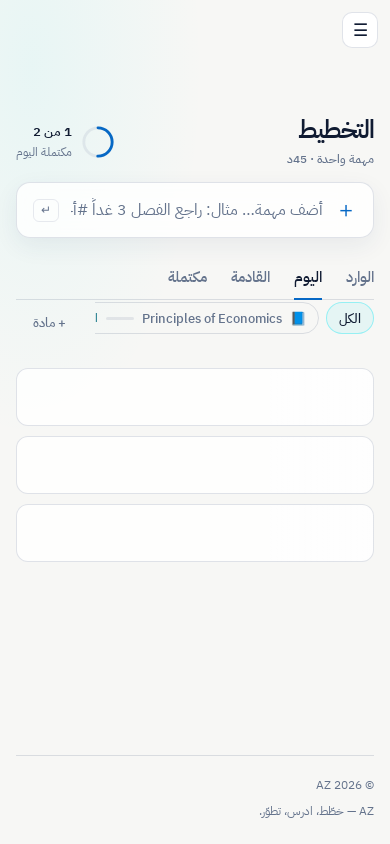 ☰
التخطيط
مهمة واحدة · 45د
1 من 2
مكتملة اليوم
+ أضف مهمة... مثال: راجع الفصل 3 غداً #أ. ↵
الوارد اليوم القادمة مكتملة
الكل 📘 Principles of Economics + مادة
© 2026 AZ
AZ — خطّط، ادرس، تطوّر.